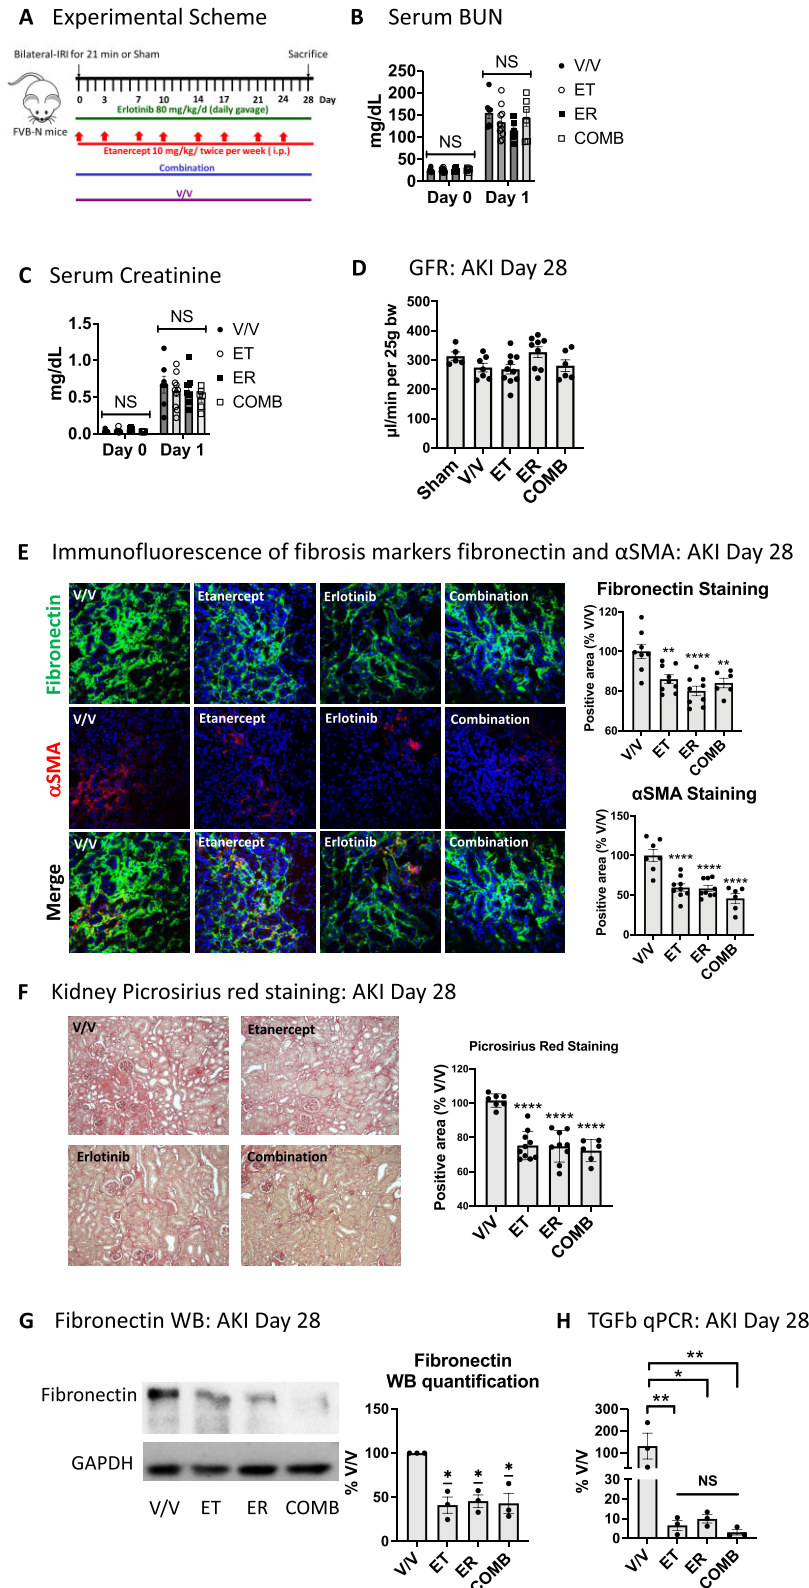 A Experimental Scheme
Bilateral-IRI for 21 min or Sham
Sacrifice
0 3 7 10 14 17 21 24 28 Day
Erlotinib 80 mg/kg/d (daily gavage)
FVB-N mice
Etanercept 10 mg/kg/ twice per week ( i.p.)
Combination
V/V
B Serum BUN
NS
NS
mg/dL
250
200
150
100
50
0
Day 0 Day 1
V/V
ET
ER
COMB
C Serum Creatinine
NS
NS
mg/dL
1.5
1.0
0.5
0.0
Day 0 Day 1
V/V
ET
ER
COMB
D GFR: AKI Day 28
µl/min per 25g bw
500
400
300
200
100
0
Sham V/V ET ER COMB
E Immunofluorescence of fibrosis markers fibronectin and αSMA: AKI Day 28
Fibronectin
V/V Etanercept Erlotinib Combination
αSMA
V/V Etanercept Erlotinib Combination
Merge
V/V Etanercept Erlotinib Combination
Fibronectin Staining
Positive area (% V/V)
120
100
80
60
** **** **
V/V ET ER COMB
αSMA Staining
Positive area (% V/V)
150
100
50
0
**** **** ****
V/V ET ER COMB
F Kidney Picrosirius red staining: AKI Day 28
V/V Etanercept
Erlotinib Combination
Picrosirius Red Staining
Positive area (% V/V)
120
100
80
60
40
**** **** ****
V/V ET ER COMB
G Fibronectin WB: AKI Day 28
Fibronectin
GAPDH
V/V ET ER COMB
Fibronectin
WB quantification
% V/V
150
100
50
0
* * *
V/V ET ER COMB
H TGFb qPCR: AKI Day 28
**
*
**
NS
% V/V
300
200
100
30
20
10
0
V/V ET ER COMB